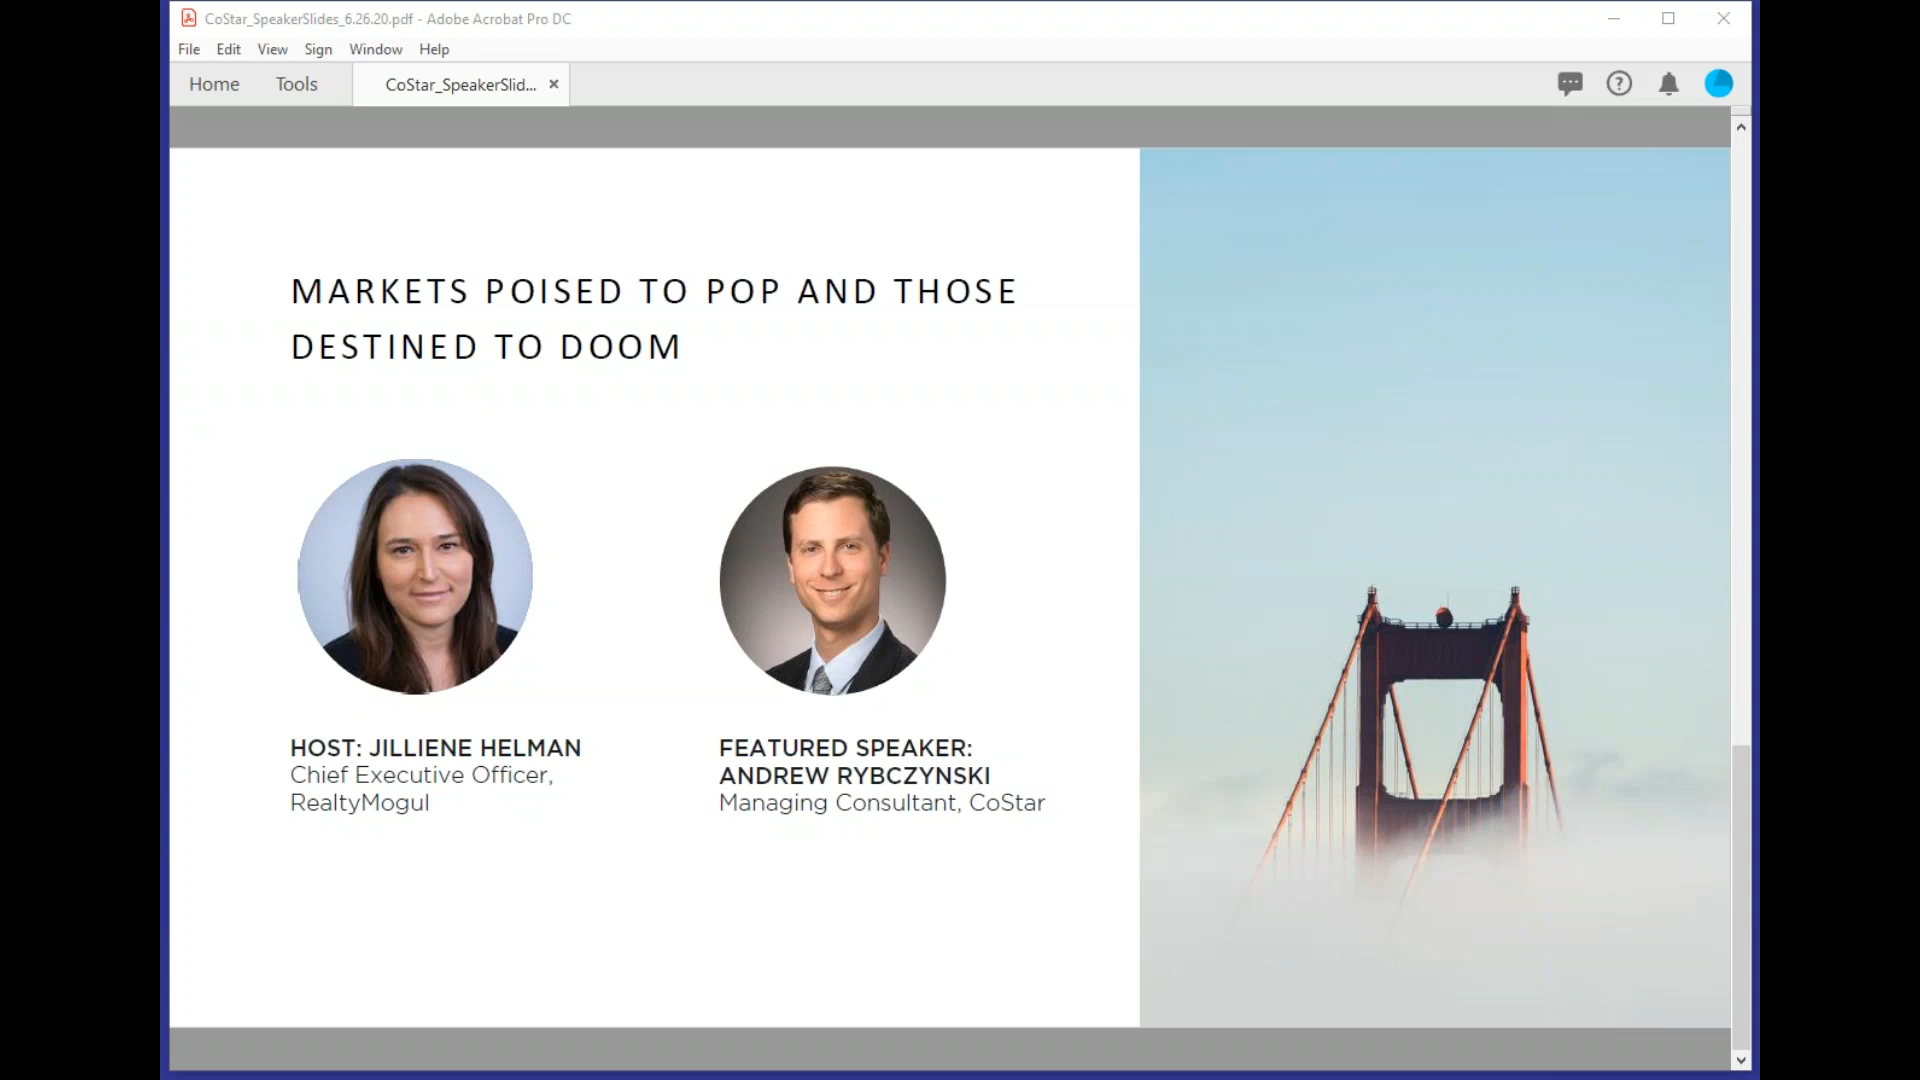 CoStar_SpeakerSlides_6.26.20.pdf - Adobe Acrobat Pro DC
File Edit View Sign Window Help
Home Tools CoStar_SpeakerSlid...
MARKETS POISED TO POP AND THOSE
DESTINED TO DOOM
HOST: JILLIENE HELMAN
Chief Executive Officer,
RealtyMogul
FEATURED SPEAKER:
ANDREW RYBCZYNSKI
Managing Consultant, CoStar